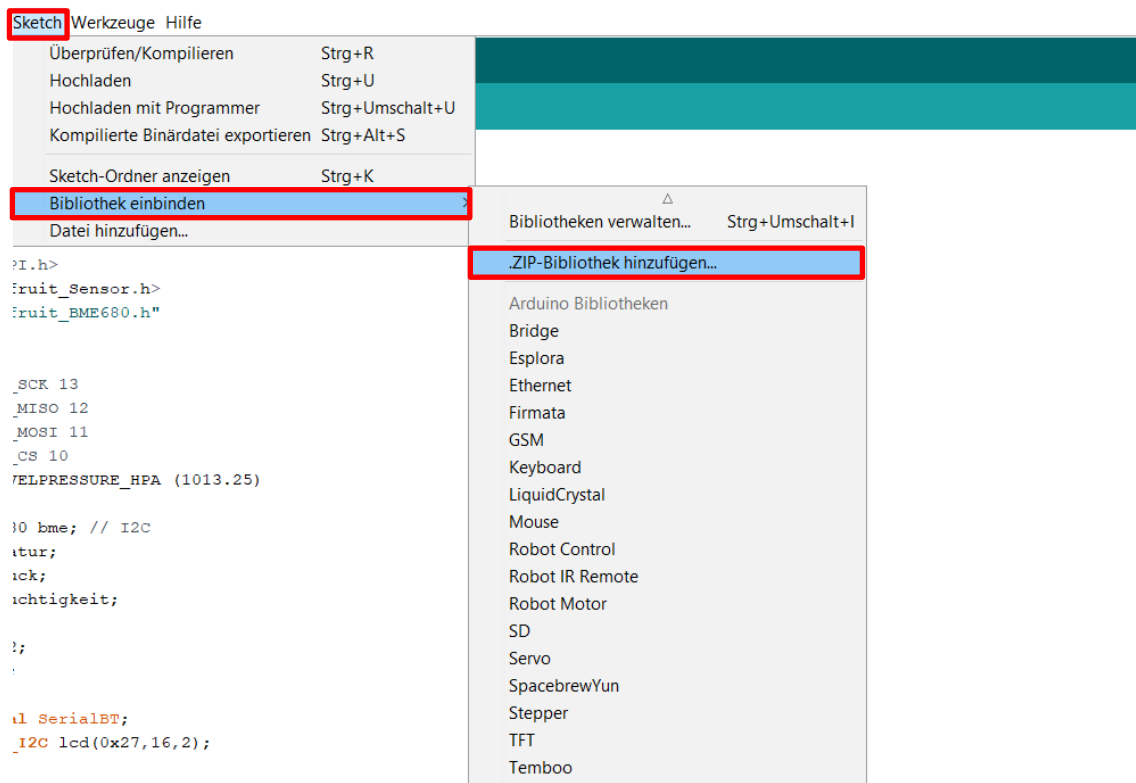 Sketch Werkzeuge Hilfe
Überprüfen/Kompilieren Strg+R
Hochladen Strg+U
Hochladen mit Programmer Strg+Umschalt+U
Kompilierte Binärdatei exportieren Strg+Alt+S
Sketch-Ordner anzeigen Strg+K
Bibliothek einbinden
Datei hinzufügen...
Bibliotheken verwalten... Strg+Umschalt+I
.ZIP-Bibliothek hinzufügen...
Arduino Bibliotheken
Bridge
Esplora
Ethernet
Firmata
GSM
Keyboard
LiquidCrystal
Mouse
Robot Control
Robot IR Remote
Robot Motor
SD
Servo
SpacebrewYun
Stepper
TFT
Temboo
PI.h>
fruit_Sensor.h>
fruit_BME680.h"
_SCK 13
_MISO 12
_MOSI 11
_CS 10
VELPRESSURE_HPA (1013.25)
80 bme; // I2C
atur;
uck;
uchtigkeit;
2;
al SerialBT;
_I2C lcd(0x27,16,2);